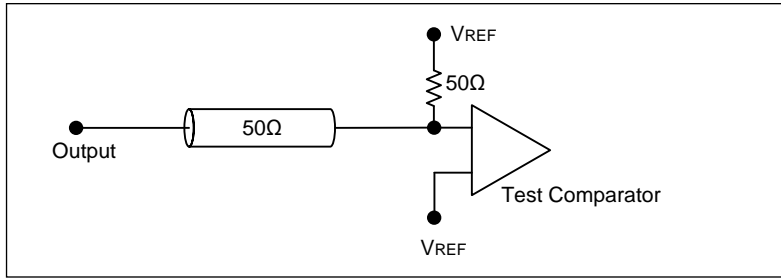 VREF
50Ω
50Ω
Output
Test Comparator
VREF